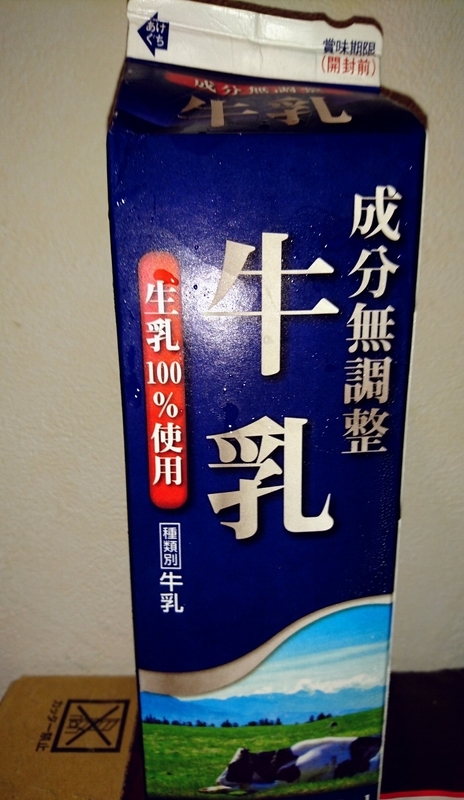 あけ
ぐち
賞味期限
(開封前)
成分無調整
牛乳
成分無調整
牛乳
生乳100%使用
種類別
牛乳
カッター禁止